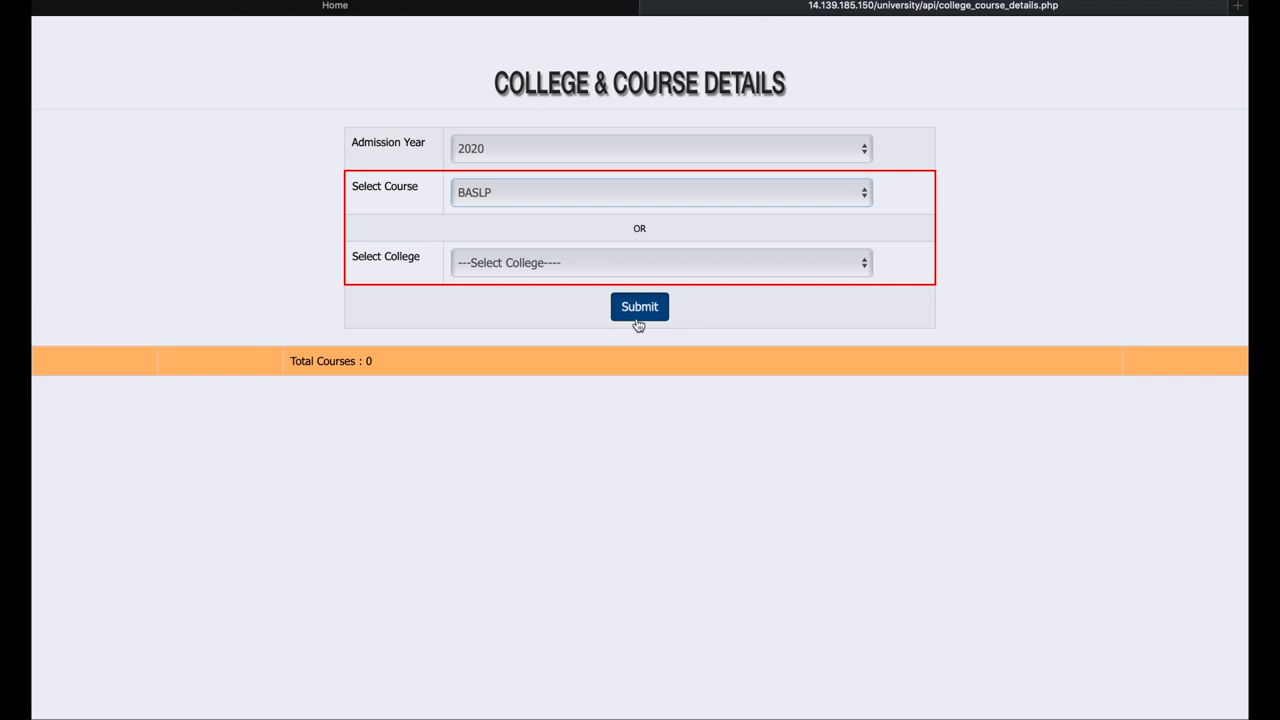 Home
14.139.185.150/university/api/college_course_details.php
COLLEGE & COURSE DETAILS
Admission Year
2020
Select Course
BASLP
OR
Select College
---Select College----
Submit
Total Courses : 0